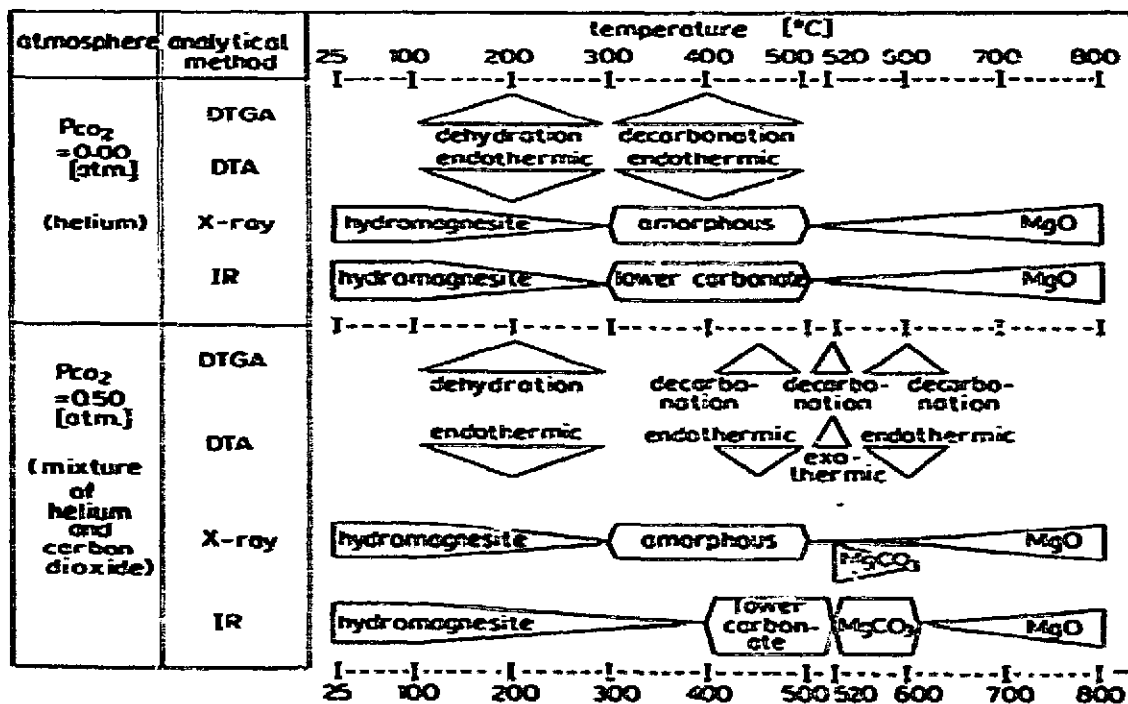 atmosphere analytical method temperature [°C]
25 100 200 300 400 500 520 600 700 800
I I I I I I I I I I
Pco2 =0.00 [atm.]
(helium)
DTGA
dehydration decarbonation
DTA
endothermic endothermic
X-ray hydromagnesite amorphous MgO
IR hydromagnesite lower carbonate MgO
I I I I I I I I I I
Pco2 =0.50 [atm.]
(mixture of helium and carbon dioxide)
DTGA
dehydration decarbo-nation decarbo-nation decarbo-nation
DTA
endothermic endothermic exo-thermic endothermic
X-ray hydromagnesite amorphous MgO
MgCO3
IR hydromagnesite lower carbon-ate MgCO3 MgO
I I I I I I I I I I
25 100 200 300 400 500 520 600 700 800